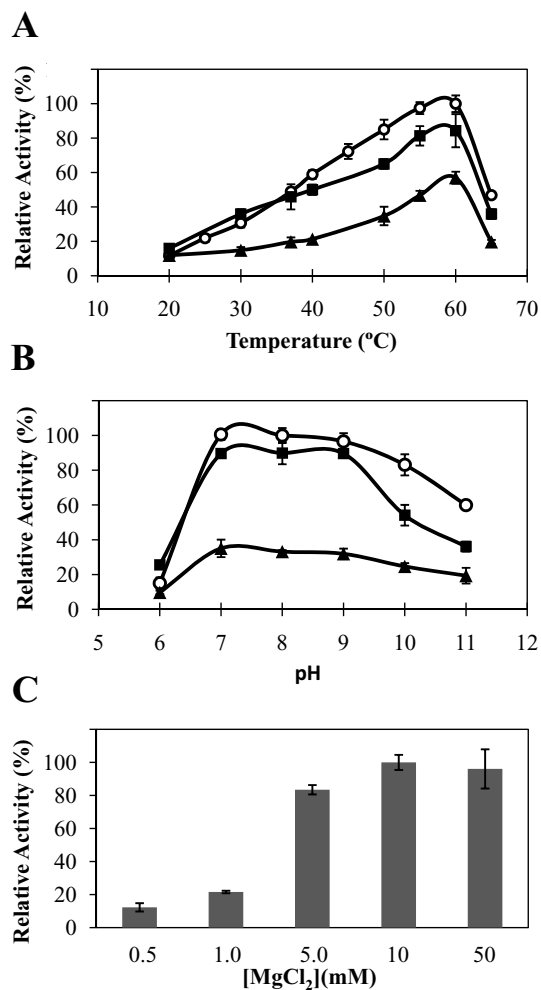 A
Relative Activity (%)
100
80
60
40
20
0
10 20 30 40 50 60 70
Temperature (ºC)
B
Relative Activity (%)
100
80
60
40
20
0
5 6 7 8 9 10 11 12
pH
C
Relative Activity (%)
100
80
60
40
20
0
0.5 1.0 5.0 10 50
[MgCl₂](mM)